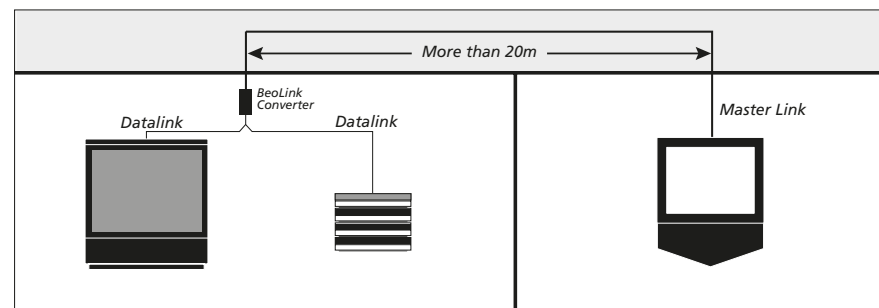 More than 20m
BeoLink
Converter
Datalink
Datalink
Master Link